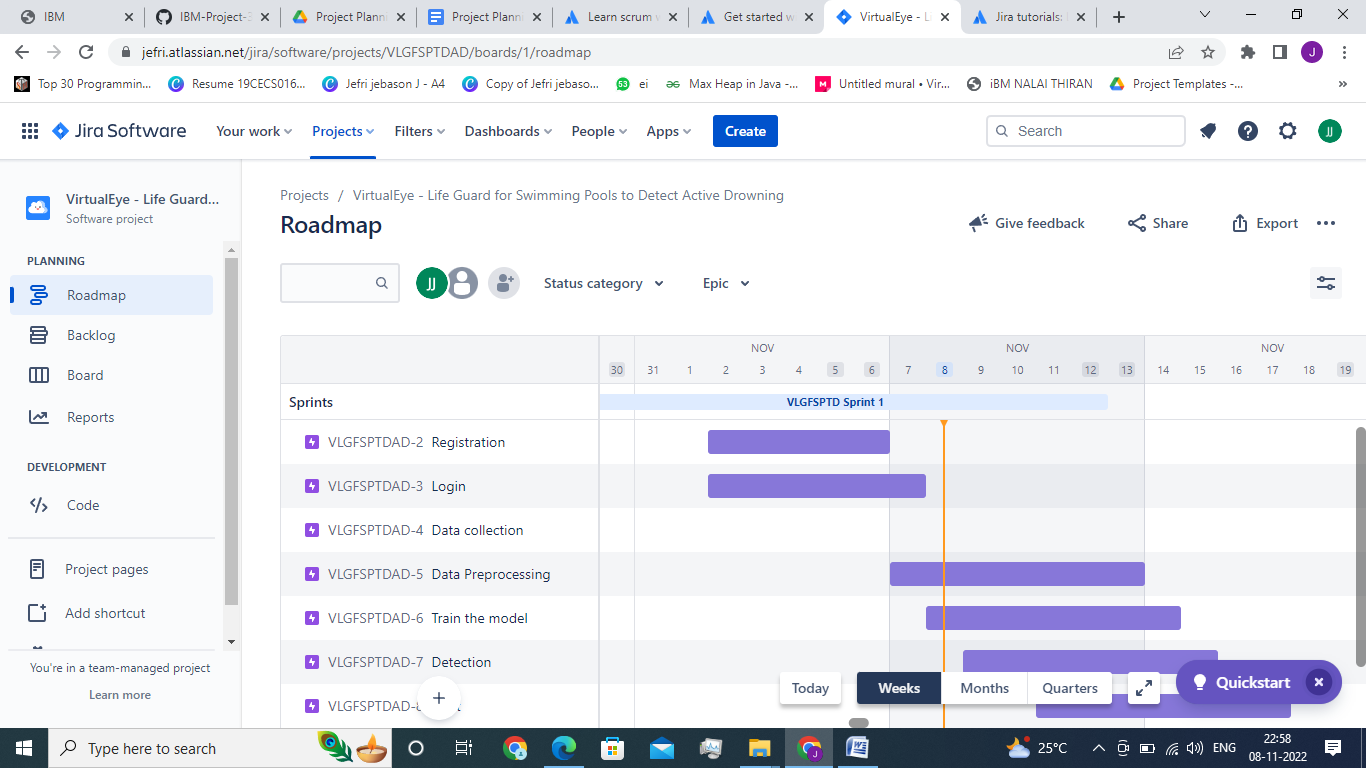 IBM
IBM-Project-3
Project Planni
Project Planni
Learn scrum w
Get started w
VirtualEye - Li
Jira tutorials:
jefri.atlassian.net/jira/software/projects/VLGFSPTDAD/boards/1/roadmap
J
Top 30 Programmin...
Resume 19CECS016...
Jefri jebason J - A4
Copy of Jefri jebaso...
53
ei
Max Heap in Java -...
Untitled mural • Vir...
iBM NALAI THIRAN
Project Templates -...
»
Jira Software
Your work
Projects
Filters
Dashboards
People
Apps
Create
Search
JJ
VirtualEye - Life Guard...
Software project
PLANNING
Roadmap
Backlog
Board
Reports
DEVELOPMENT
Code
Project pages
Add shortcut
You're in a team-managed project
Learn more
Projects / VirtualEye - Life Guard for Swimming Pools to Detect Active Drowning
Roadmap
Give feedback
Share
Export
JJ
Status category
Epic
NOV NOV NOV
30 31 1 2 3 4 5 6 7 8 9 10 11 12 13 14 15 16 17 18 19
Sprints
VLGFSPTD Sprint 1
VLGFSPTDAD-2 Registration
VLGFSPTDAD-3 Login
VLGFSPTDAD-4 Data collection
VLGFSPTDAD-5 Data Preprocessing
VLGFSPTDAD-6 Train the model
VLGFSPTDAD-7 Detection
Today
Weeks
Months
Quarters
Quickstart
Type here to search
J
25°C
ENG
22:58
08-11-2022